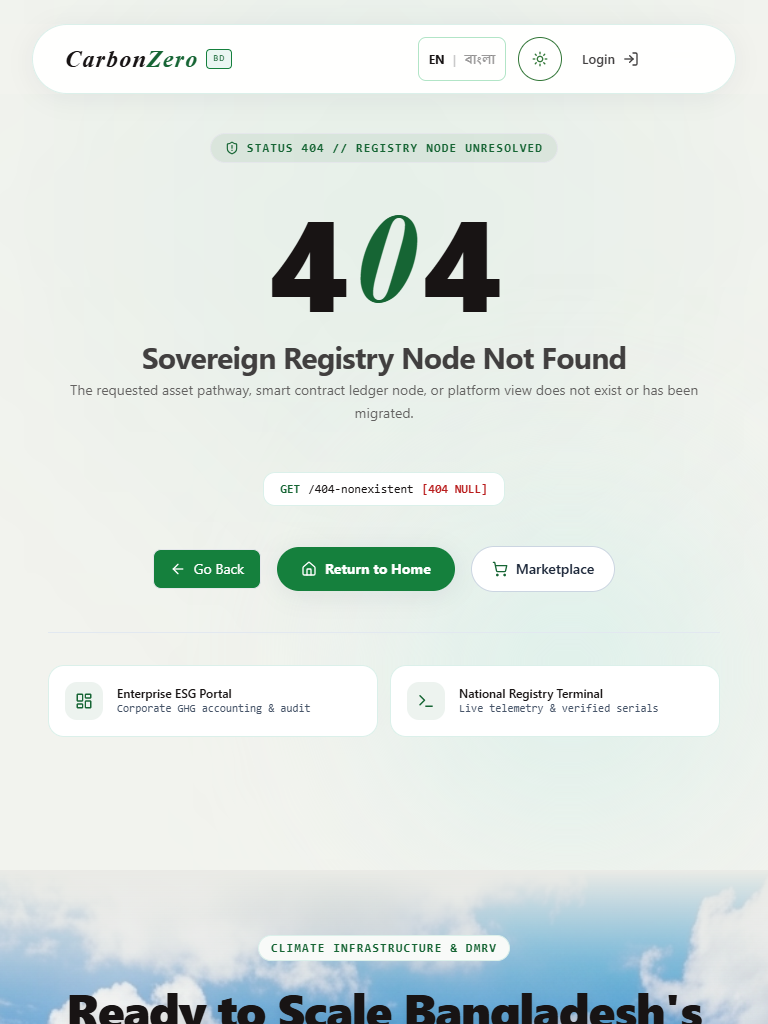 CarbonZero BD
EN | বাংলা
Login
STATUS 404 // REGISTRY NODE UNRESOLVED
404
Sovereign Registry Node Not Found
The requested asset pathway, smart contract ledger node, or platform view does not exist or has been
migrated.
GET /404-nonexistent [404 NULL]
Go Back
Return to Home
Marketplace
Enterprise ESG Portal
Corporate GHG accounting & audit
National Registry Terminal
Live telemetry & verified serials
CLIMATE INFRASTRUCTURE & DMRV
Ready to Scale Bangladesh's